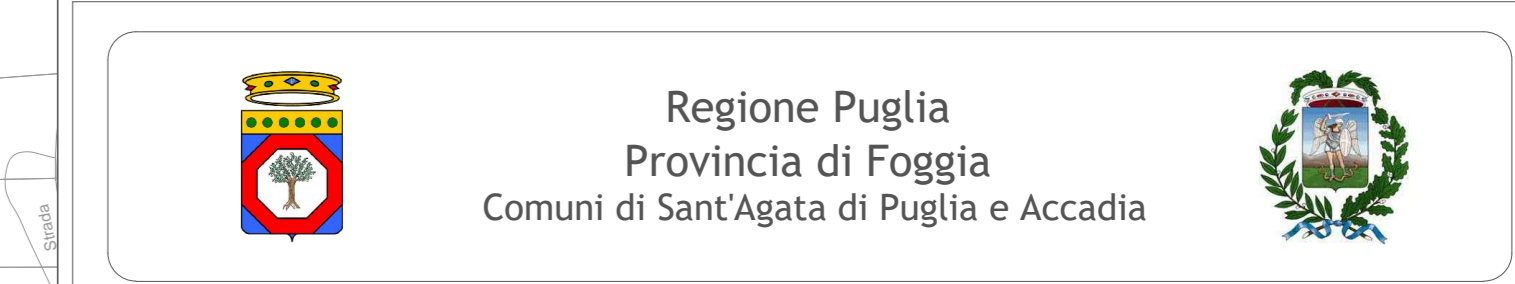 Regione Puglia
Provincia di Foggia
Comuni di Sant'Agata di Puglia e Accadia
Strada